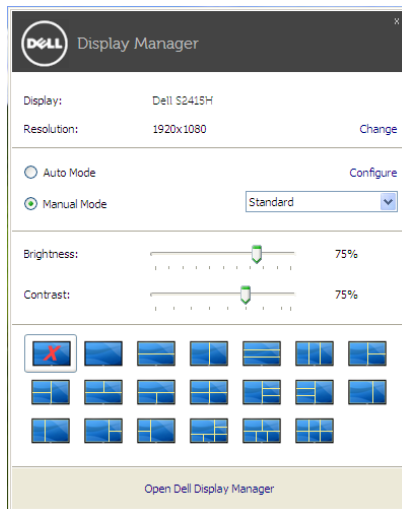 x
DELL Display Manager
Display: Dell S2415H
Resolution: 1920x1080 Change
Auto Mode Configure
Manual Mode Standard
Brightness: 75%
Contrast: 75%
Open Dell Display Manager